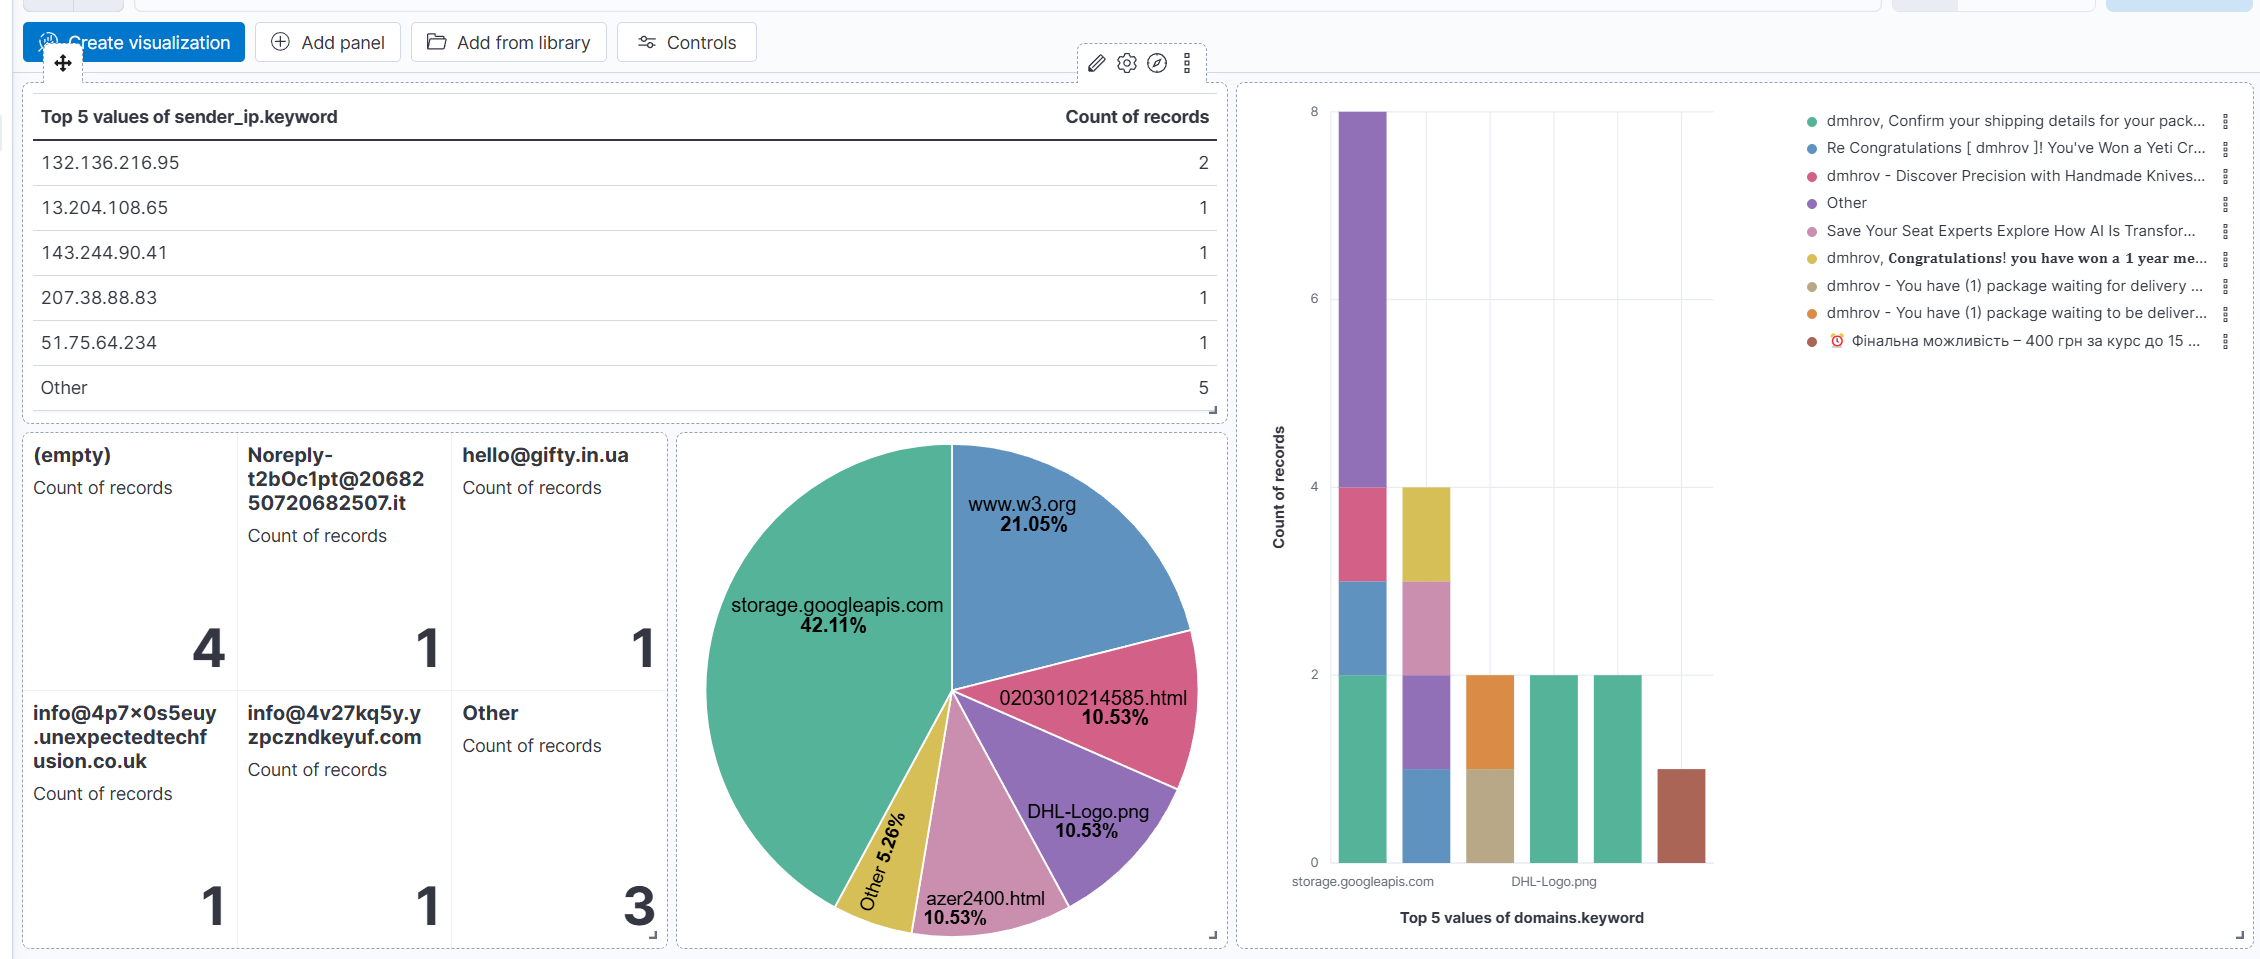 Create visualization
Add panel
Add from library
Controls
Top 5 values of sender_ip.keyword Count of records
132.136.216.95 2
13.204.108.65 1
143.244.90.41 1
207.38.88.83 1
51.75.64.234 1
Other 5
(empty)
Count of records
4
Noreply-
t2bOc1pt@20682
50720682507.it
Count of records
1
hello@gifty.in.ua
Count of records
1
info@4p7x0s5euy
.unexpectedtechf
usion.co.uk
Count of records
1
info@4v27kq5y.y
zpczndkeyuf.com
Count of records
1
Other
Count of records
3
www.w3.org
21.05%
storage.googleapis.com
42.11%
0203010214585.html
10.53%
DHL-Logo.png
10.53%
azer2400.html
10.53%
Other 5.26%
8
6
4
2
0
Count of records
storage.googleapis.com
DHL-Logo.png
Top 5 values of domains.keyword
dmhrov, Confirm your shipping details for your pack...
Re Congratulations [ dmhrov ]! You've Won a Yeti Cr...
dmhrov - Discover Precision with Handmade Knives...
Other
Save Your Seat Experts Explore How AI Is Transfor...
dmhrov, Congratulations! you have won a 1 year me...
dmhrov - You have (1) package waiting for delivery ...
dmhrov - You have (1) package waiting to be deliver...
⏰ Фінальна можливість – 400 грн за курс до 15 ...